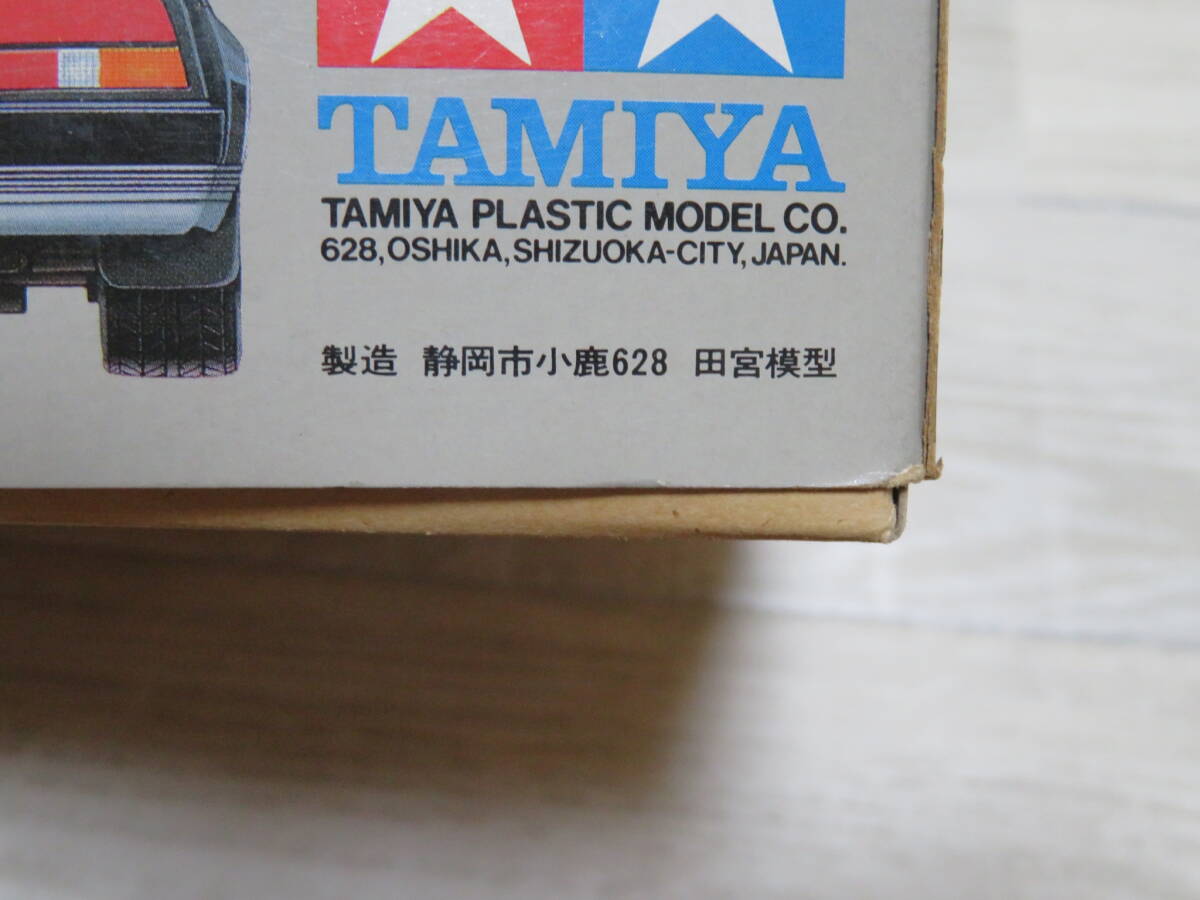 TAMIYA
TAMIYA PLASTIC MODEL CO.
628, OSHIKA, SHIZUOKA-CITY, JAPAN.
製造 静岡市小鹿628 田宮模型